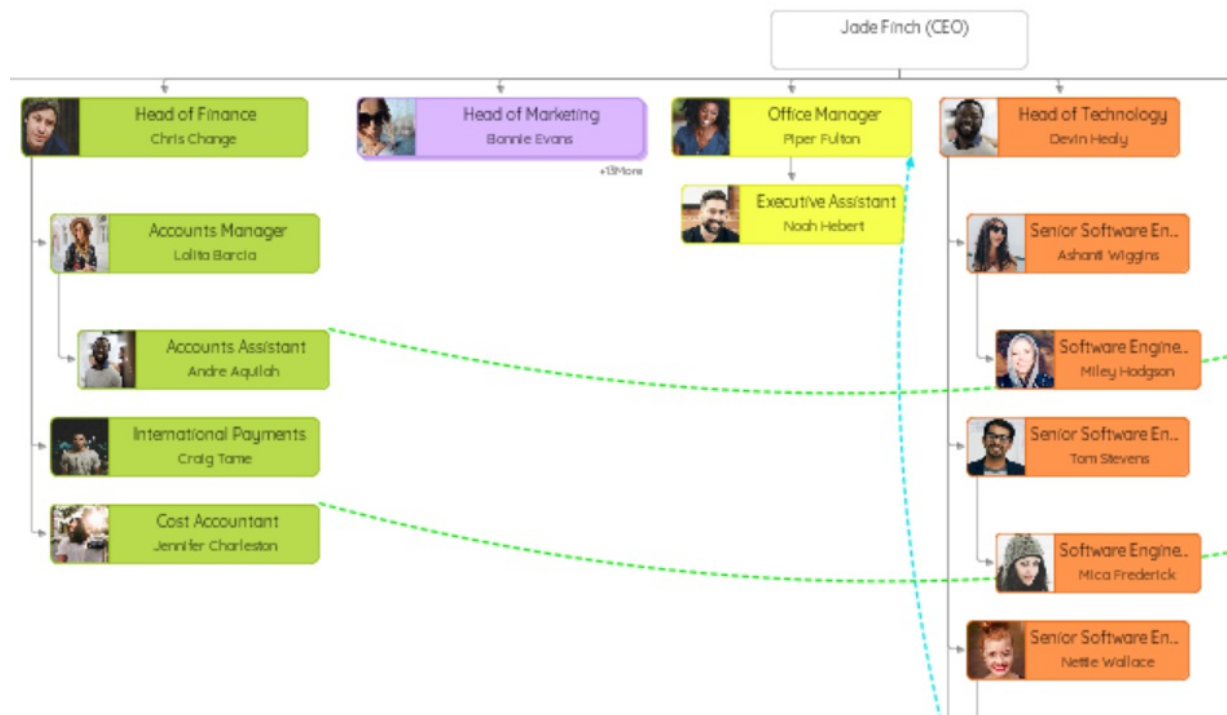 Jade Finch (CEO)
Head of Finance
Chris Change
Head of Marketing
Bonnie Evans
+13More
Office Manager
Piper Fulton
Head of Technology
Devin Healy
Executive Assistant
Noah Hebert
Accounts Manager
Lolita Barcia
Senior Software En...
Ashanti Wiggins
Accounts Assistant
Andre Aquilah
Software Engine..
Miley Hodgson
International Payments
Craig Tame
Senior Software En...
Tom Stevens
Cost Accountant
Jennifer Charleston
Software Engine..
Mica Frederick
Senior Software En...
Nettie Wallace